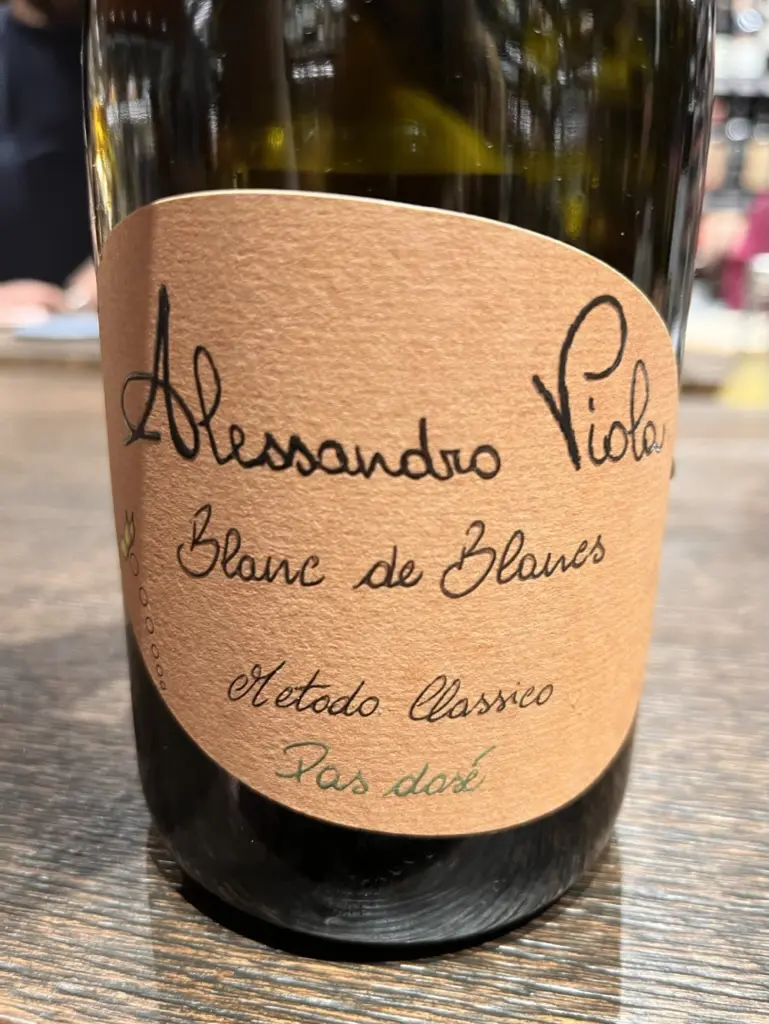 Alessandro Viola
Blanc de Blancs
Metodo Classico
Pas dosé